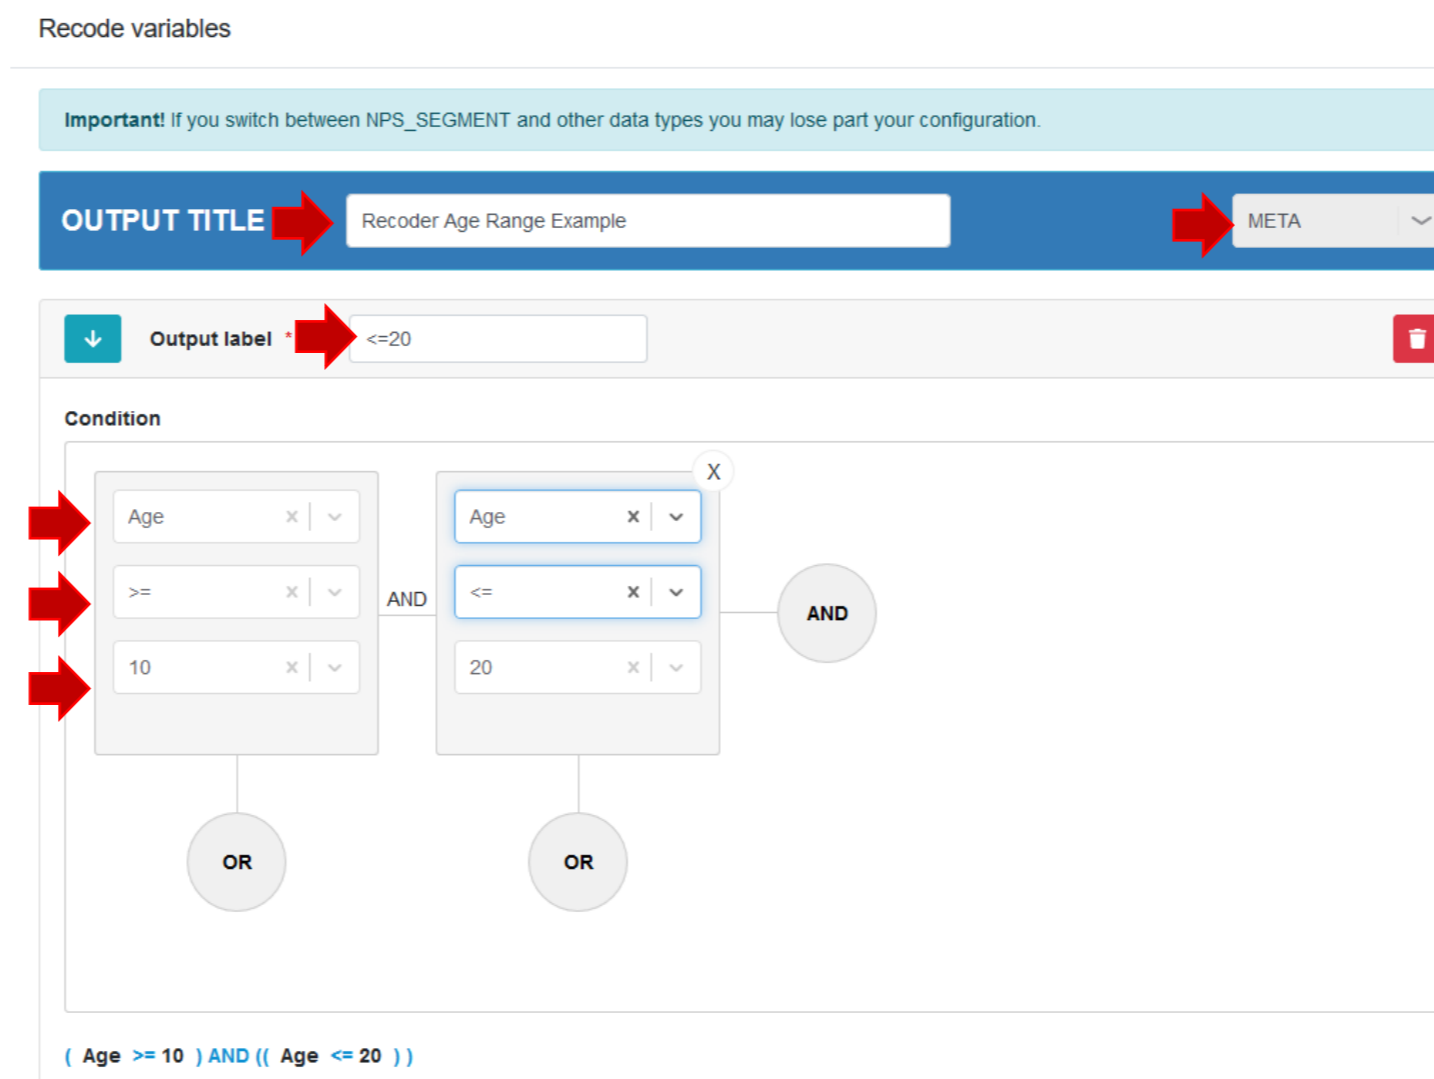 Recode variables
Important! If you switch between NPS_SEGMENT and other data types you may lose part your configuration.
OUTPUT TITLE Recoder Age Range Example META
Output label * <=20
Condition
X
Age x Age x
>= x AND <= x AND
10 x 20 x
OR OR
( Age >= 10 ) AND (( Age <= 20 ) )